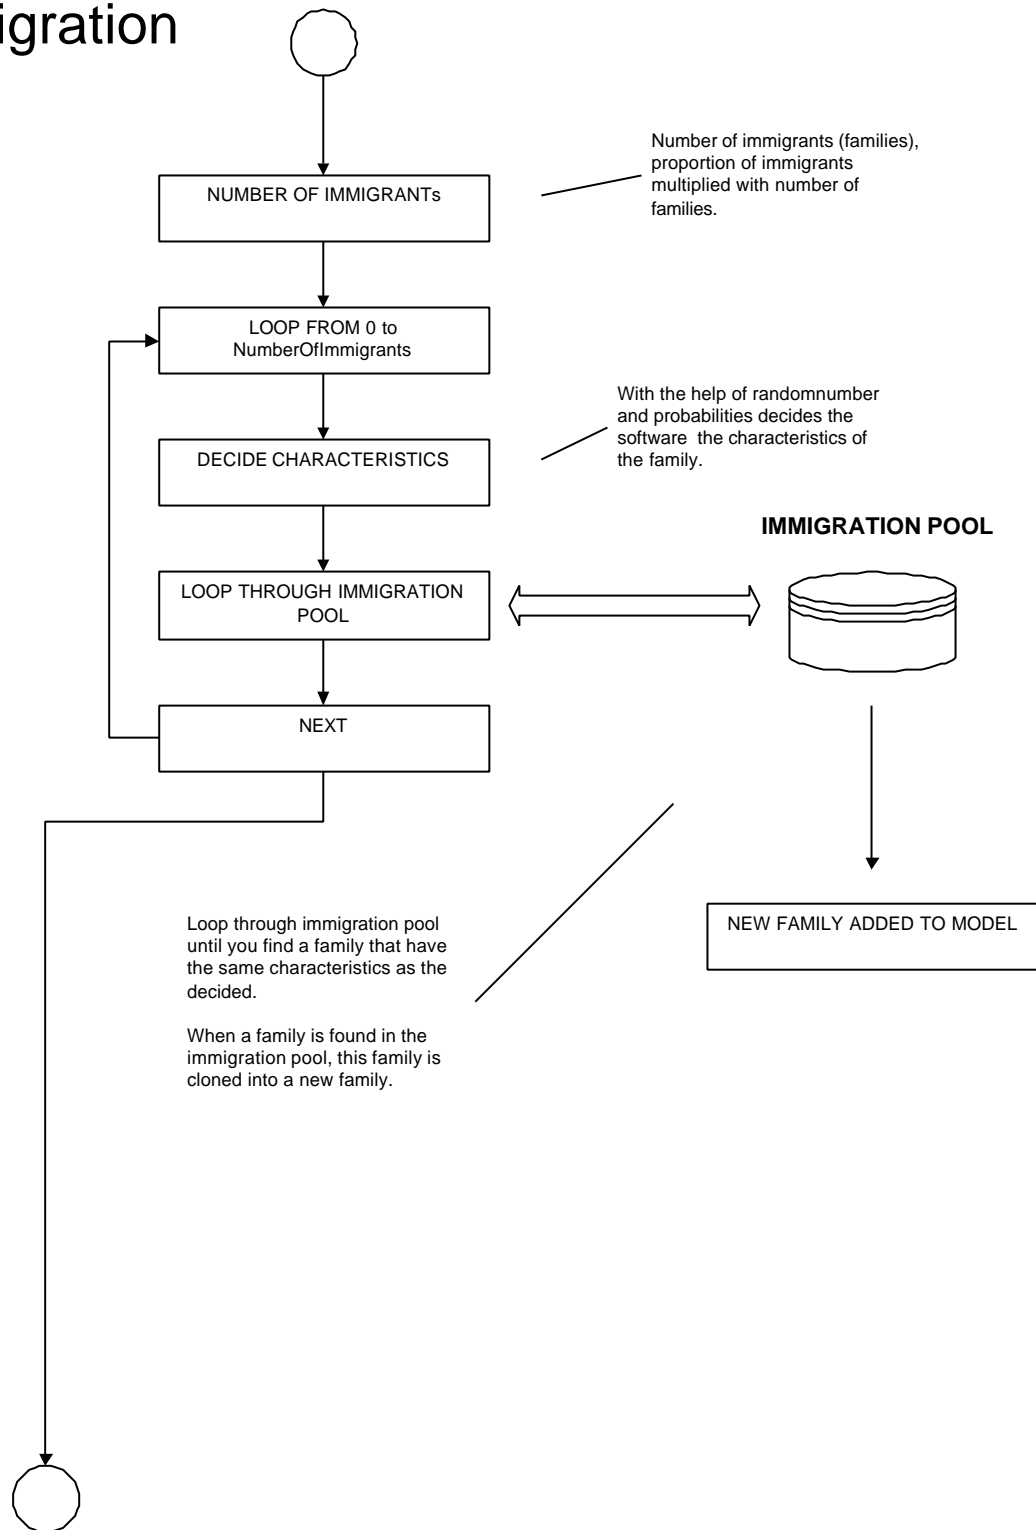 igration
Number of immigrants (families),
proportion of immigrants
multiplied with number of
families.
NUMBER OF IMMIGRANTs
LOOP FROM 0 to
NumberOfImmigrants
With the help of randomnumber
and probabilities decides the
software  the characteristics of
the family.
DECIDE CHARACTERISTICS
IMMIGRATION POOL
LOOP THROUGH IMMIGRATION
POOL
NEXT
Loop through immigration pool
until you find a family that have
the same characteristics as the
decided.
When a family is found in the
immigration pool, this family is
cloned into a new family.
NEW FAMILY ADDED TO MODEL